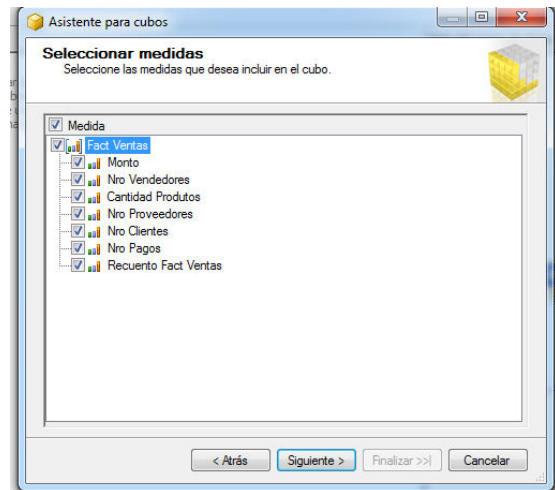 Asistente para cubos
Seleccionar medidas
Seleccione las medidas que desea incluir en el cubo.
Medida
Fact Ventas
Monto
Nro Vendedores
Cantidad Produtos
Nro Proveedores
Nro Clientes
Nro Pagos
Recuento Fact Ventas
< Atrás
Siguiente >
Finalizar >>|
Cancelar